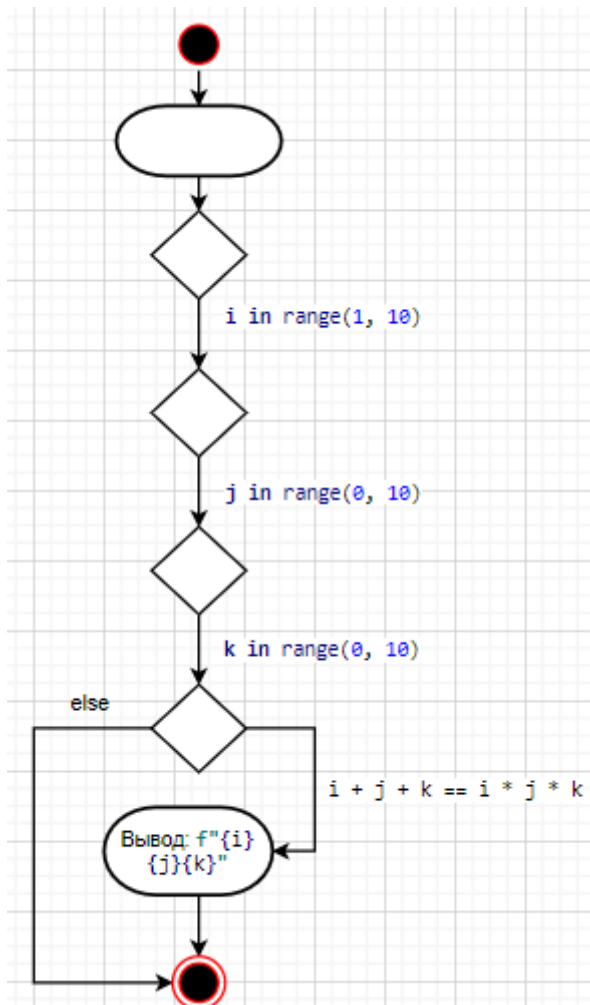 i in range(1, 10)
j in range(0, 10)
k in range(0, 10)
else
i + j + k == i * j * k
Вывод: f"{i}
{j}{k}"